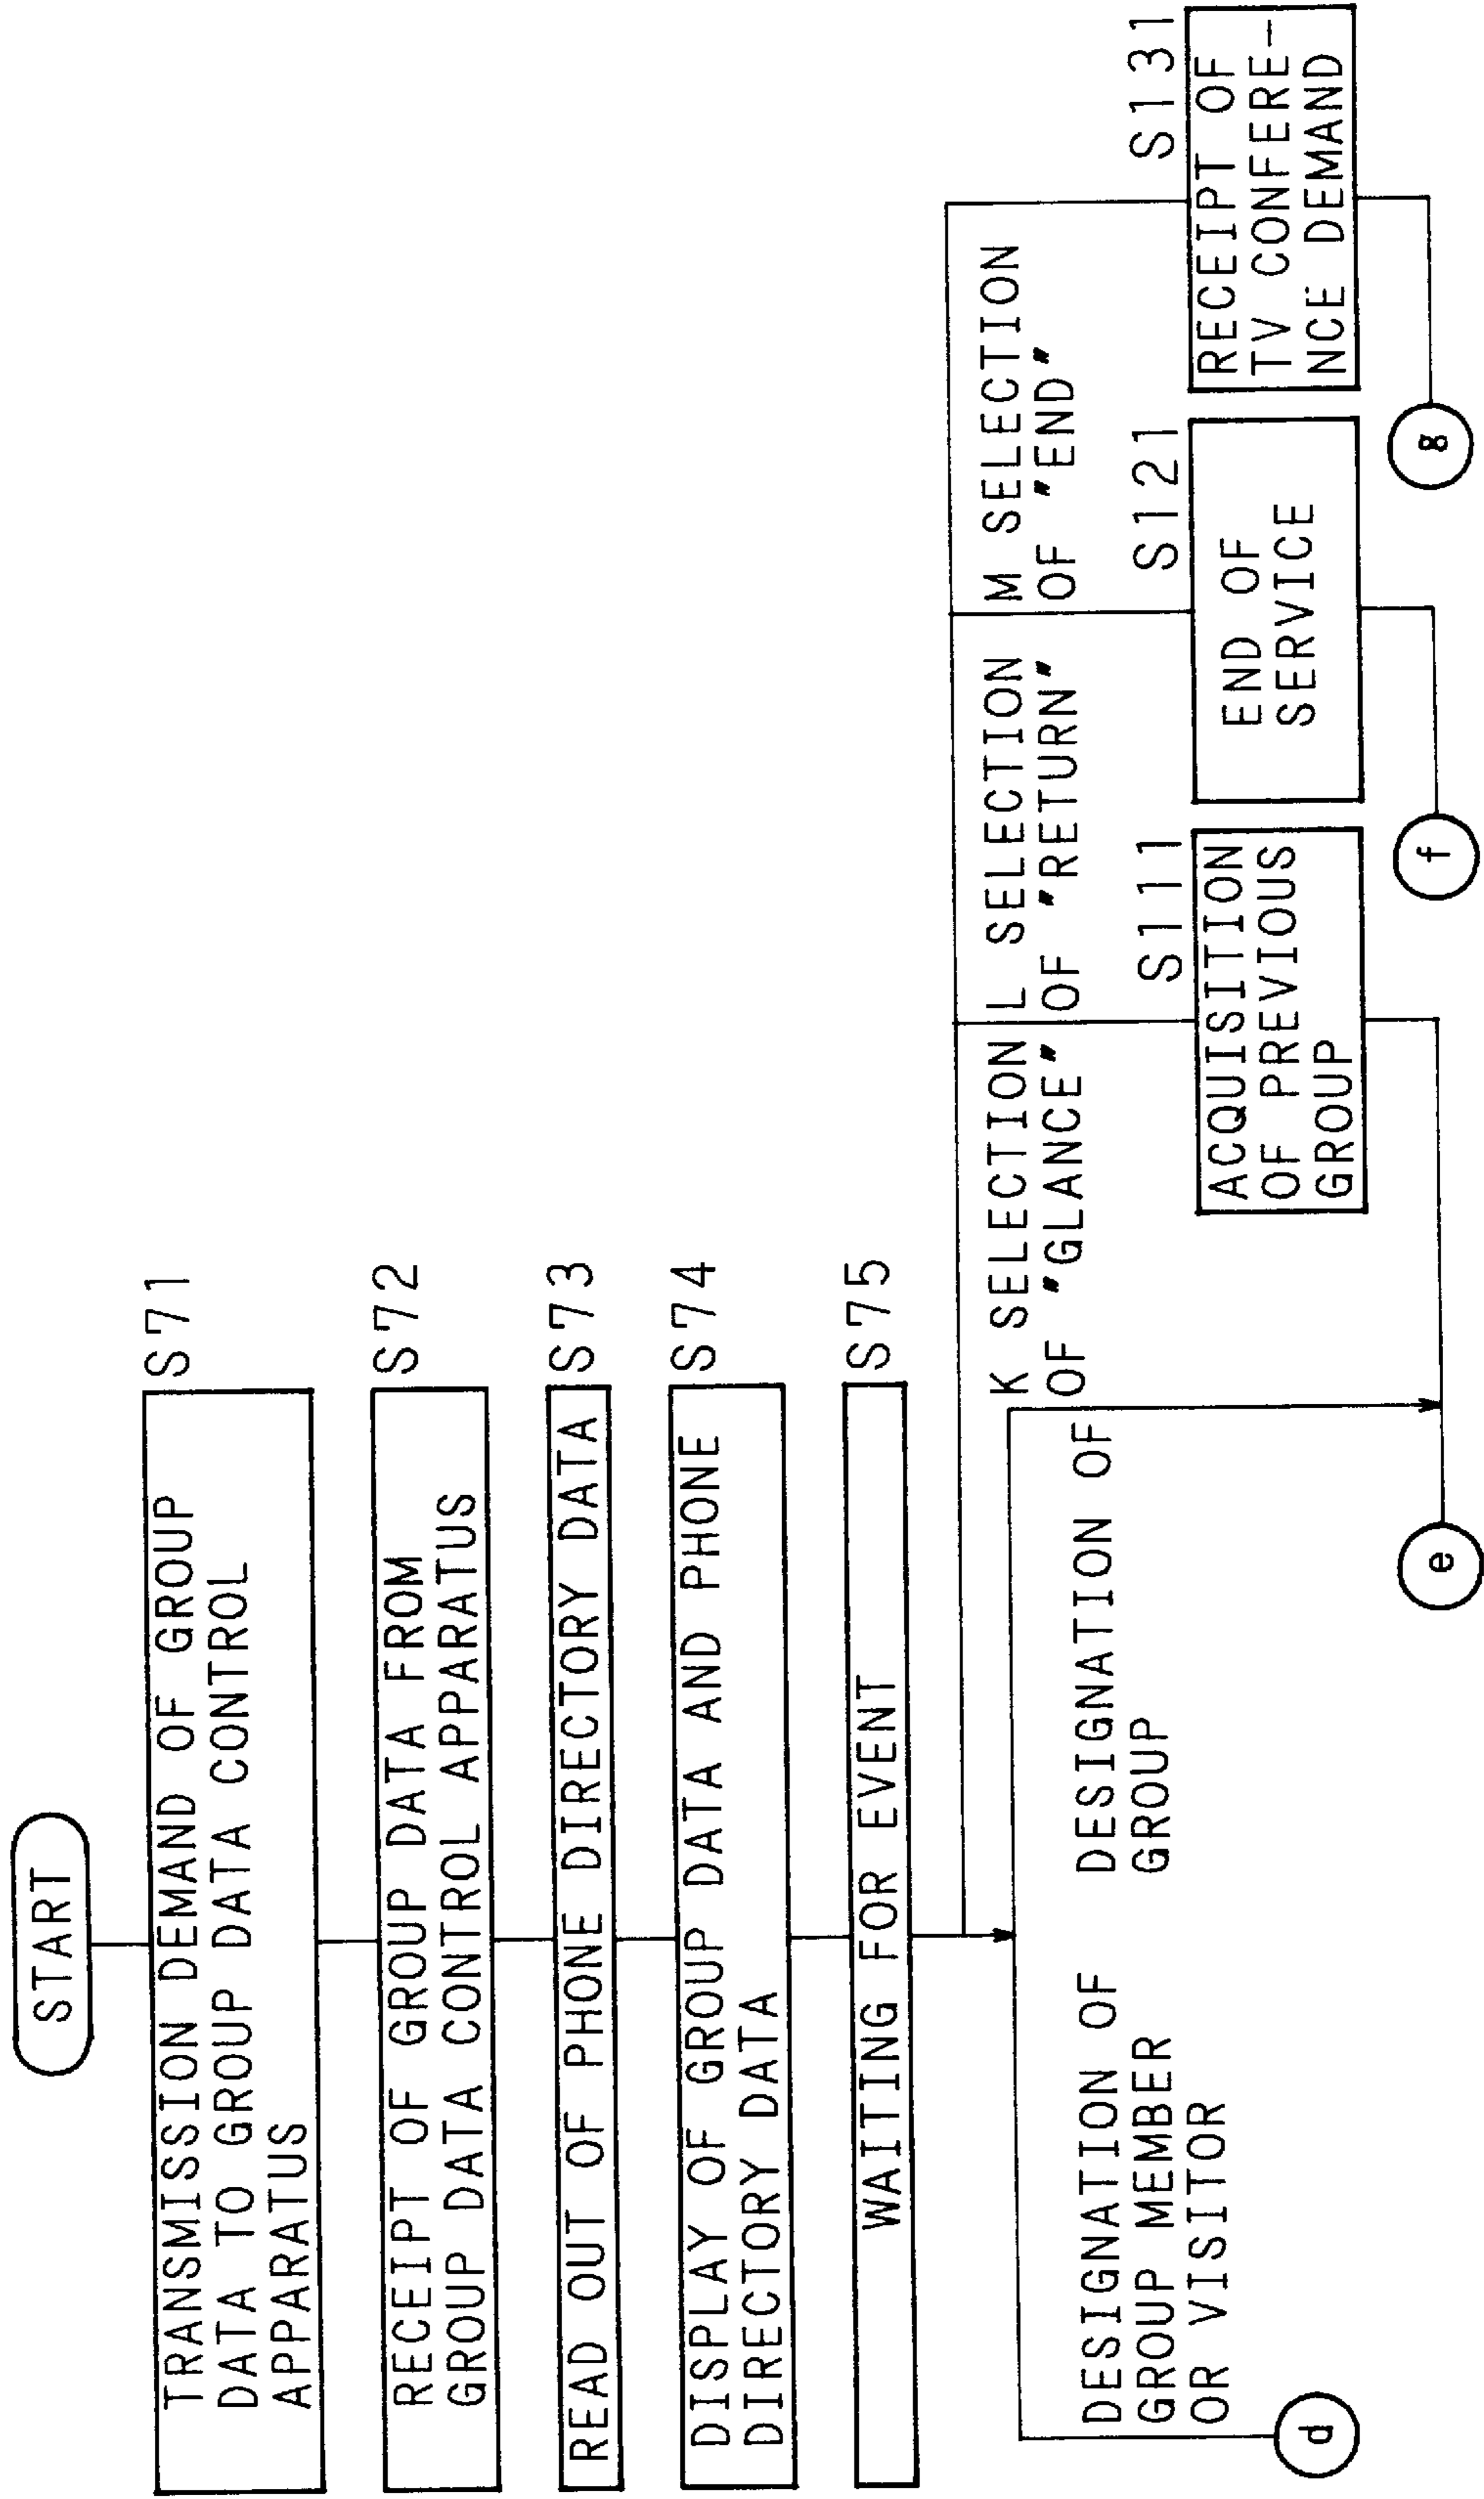 START
S71
TRANSMISSION DEMAND OF GROUP
DATA TO GROUP DATA CONTROL
APPARATUS
S72
RECEIPT OF GROUP DATA FROM
GROUP DATA CONTROL APPARATUS
S73
READ OUT OF PHONE DIRECTORY DATA
S74
DISPLAY OF GROUP DATA AND PHONE
DIRECTORY DATA
S75
WAITING FOR EVENT
DESIGNATION OF
GROUP MEMBER
OR VISITOR
d
DESIGNATION OF
GROUP
e
K SELECTION
OF "GLANCE"
S111
ACQUISITION
OF PREVIOUS
GROUP
L SELECTION
OF "RETURN"
S121
END OF
SERVICE
f
M SELECTION
OF "END"
S131
RECEIPT OF
TV CONFERE-
NCE DEMAND